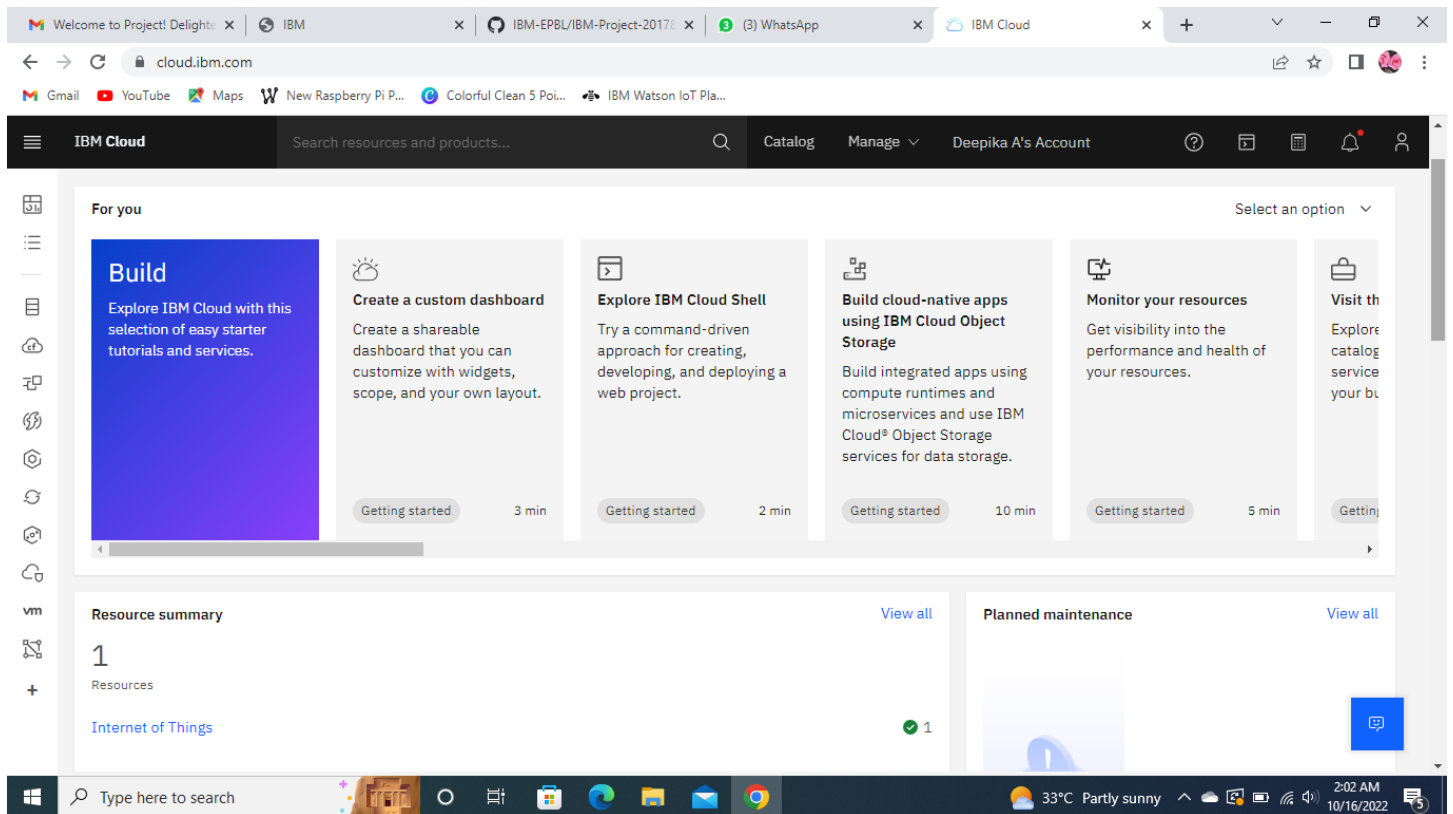 Welcome to Project! Delighte
IBM
IBM-EPBL/IBM-Project-20178
(3) WhatsApp
IBM Cloud
cloud.ibm.com
Gmail
YouTube
Maps
New Raspberry Pi P...
Colorful Clean 5 Poi...
IBM Watson IoT Pla...
IBM Cloud
Search resources and products...
Catalog
Manage
Deepika A's Account
For you
Select an option
Build
Explore IBM Cloud with this
selection of easy starter
tutorials and services.
Create a custom dashboard
Create a shareable
dashboard that you can
customize with widgets,
scope, and your own layout.
Getting started
3 min
Explore IBM Cloud Shell
Try a command-driven
approach for creating,
developing, and deploying a
web project.
Getting started
2 min
Build cloud-native apps
using IBM Cloud Object
Storage
Build integrated apps using
compute runtimes and
microservices and use IBM
Cloud® Object Storage
services for data storage.
Getting started
10 min
Monitor your resources
Get visibility into the
performance and health of
your resources.
Getting started
5 min
Visit th
Explore
catalog
service
your bu
Getting
cf
vm
Resource summary
View all
1
Resources
Internet of Things
1
Planned maintenance
View all
Type here to search
33°C Partly sunny
2:02 AM
10/16/2022
5